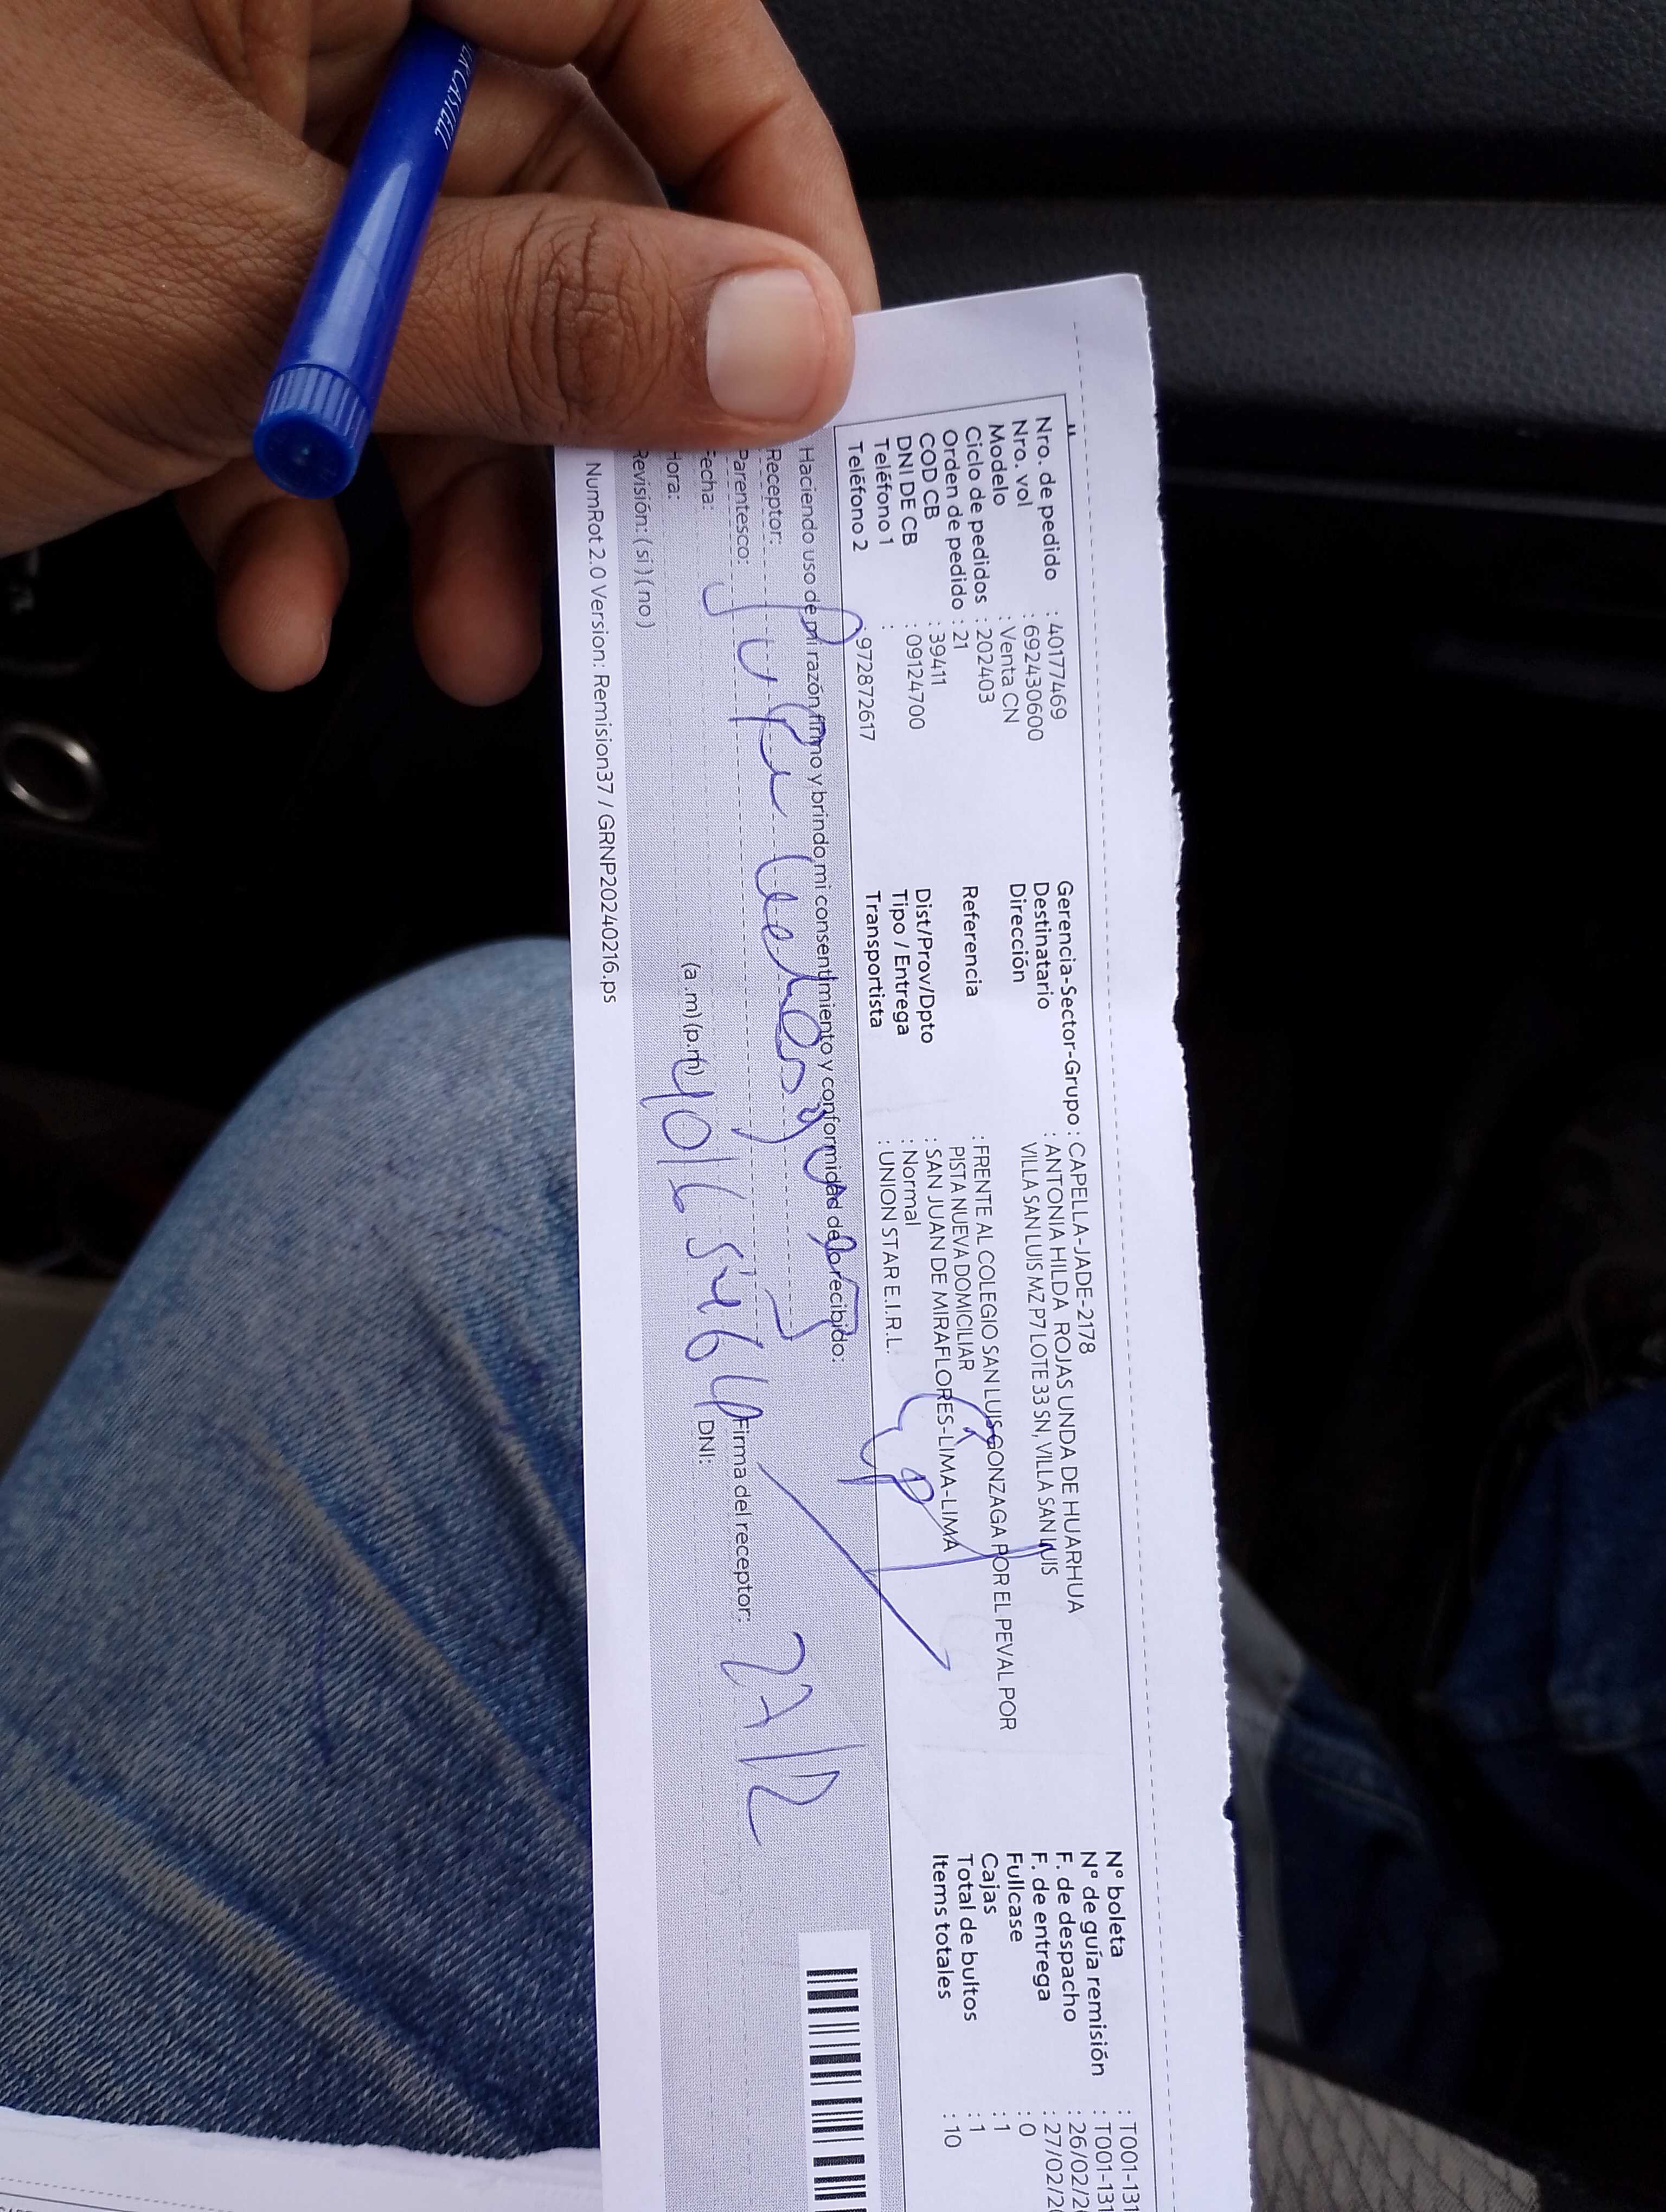 Nro. de pedido : 40177469
Nro. vol : 692430600
Modelo : Venta CN
Ciclo de pedidos : 202403
Orden de pedido : 21
COD CB : 39411
DNI DE CB : 09124700
Teléfono 1 :
Teléfono 2 : 972872617
Gerencia-Sector-Grupo : CAPELLA-JADE-2178
Destinatario : ANTONIA HILDA ROJAS UNDA DE HUARHUA
Dirección VILLA SAN LUIS MZ P7 LOTE 33 SN, VILLA SAN LUIS
Referencia : FRENTE AL COLEGIO SAN LUIS GONZAGA POR EL PEVAL POR
PISTA NUEVA DOMICILIAR
Dist/Prov/Dpto : SAN JUAN DE MIRAFLORES-LIMA-LIMA
Tipo / Entrega : Normal
Transportista : UNION STAR E.I.R.L.
N° boleta : T001-131
N° de guía remisión : T001-131
F. de despacho : 26/02/2
F. de entrega : 27/02/2
Fullcase : 0
Cajas : 1
Total de bultos : 1
Items totales : 10
Haciendo uso de mi razón firmo y brindo mi consentimiento y conformidad de lo recibido:
Receptor:
Parentesco:
Fecha:
Hora: (a.m) (p.m)
Revisión: ( si ) ( no )
Firma del receptor: 27/2
DNI:
NumRot 2.0 Version: Remision37 / GRNP20240216.ps